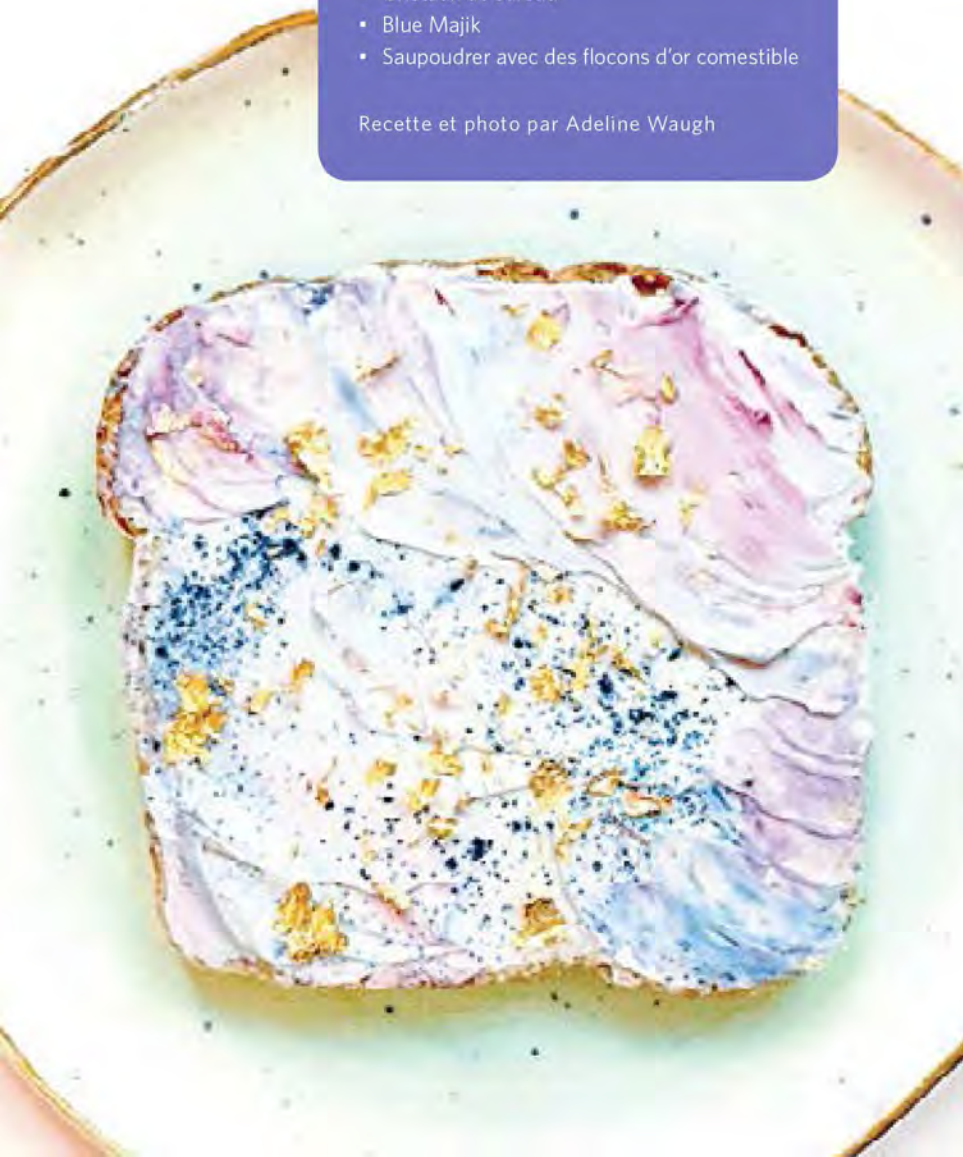 • Blue Majik
• Saupoudrer avec des flocons d'or comestible
Recette et photo par Adeline Waugh